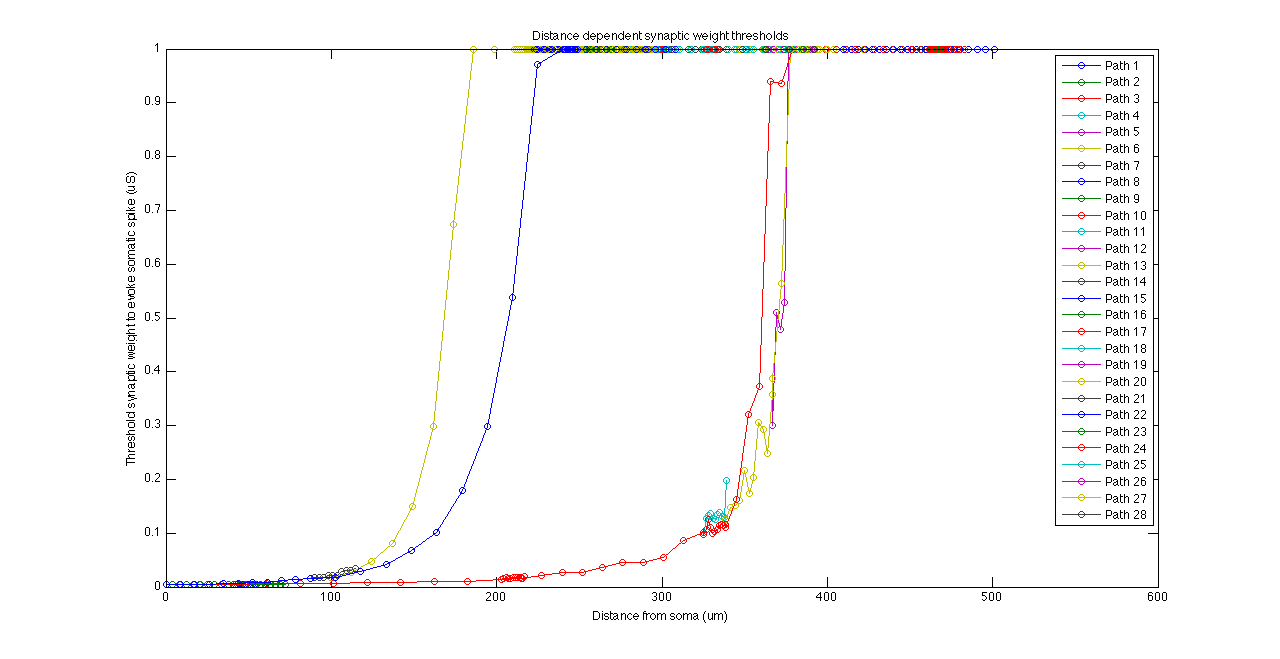 Distance dependent synaptic weight thresholds
Threshold synaptic weight to evoke somatic spike (uS)
1
0.9
0.8
0.7
0.6
0.5
0.4
0.3
0.2
0.1
0
0
100
200
300
400
500
600
Distance from soma (um)
Path 1
Path 2
Path 3
Path 4
Path 5
Path 6
Path 7
Path 8
Path 9
Path 10
Path 11
Path 12
Path 13
Path 14
Path 15
Path 16
Path 17
Path 18
Path 19
Path 20
Path 21
Path 22
Path 23
Path 24
Path 25
Path 26
Path 27
Path 28